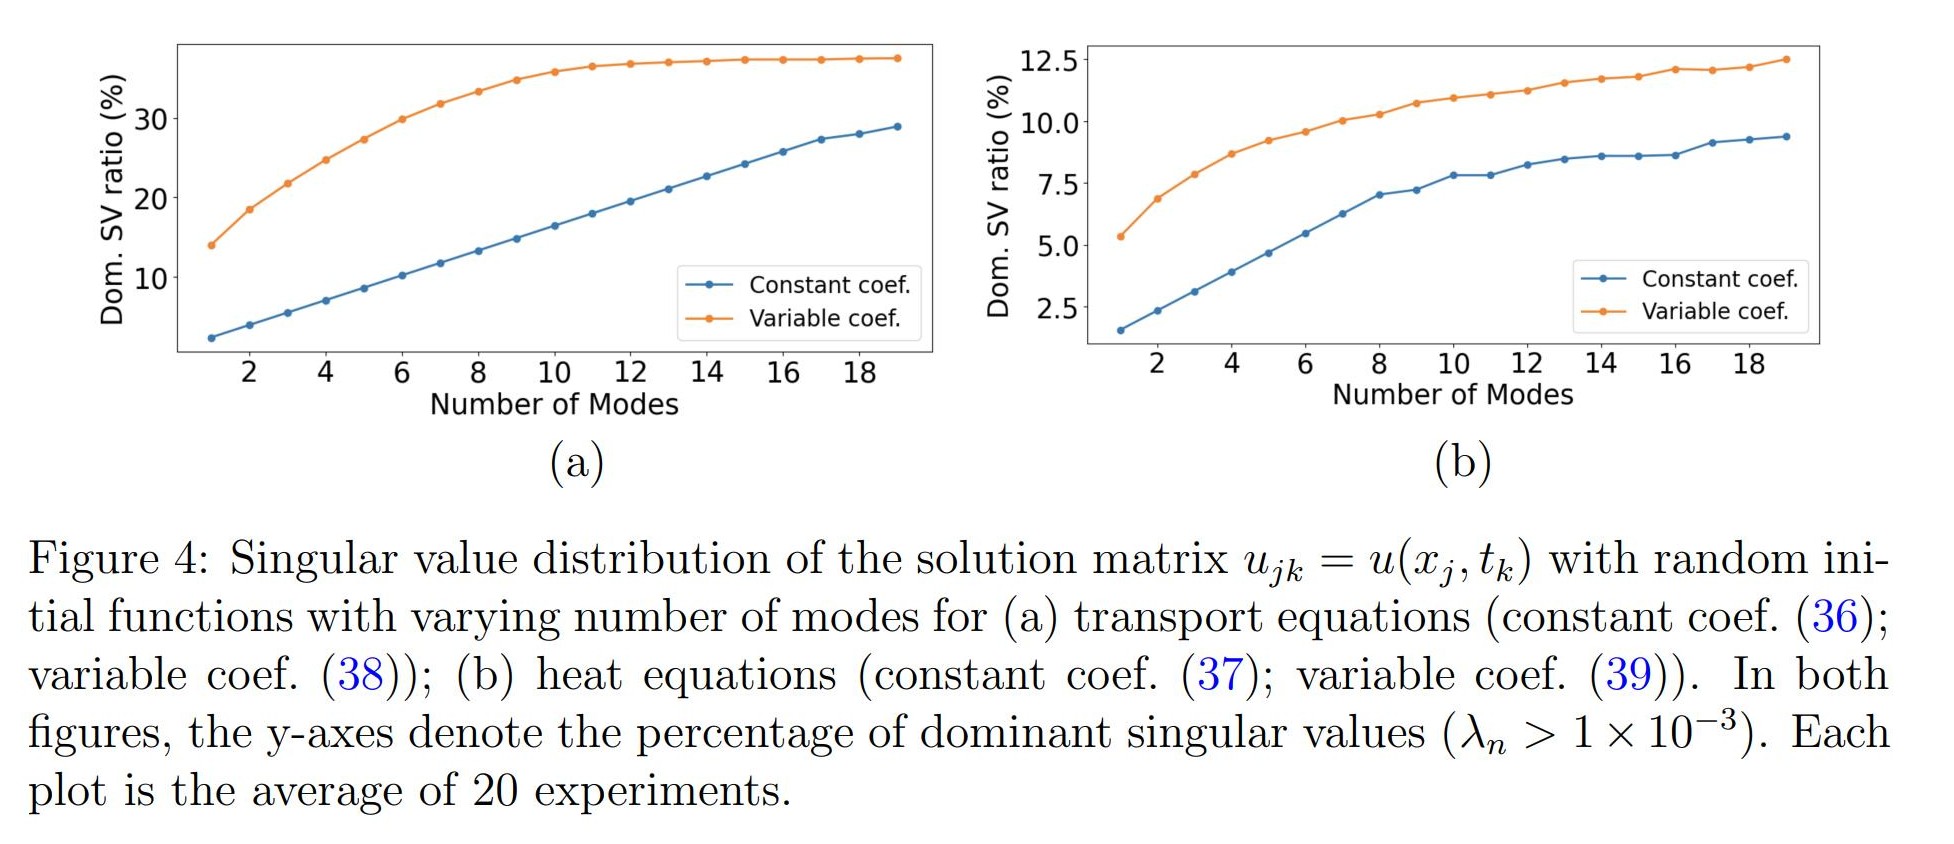 Dom. SV ratio (%)
30
20
10
2 4 6 8 10 12 14 16 18
Number of Modes
Constant coef.
Variable coef.
(a)
Dom. SV ratio (%)
12.5
10.0
7.5
5.0
2.5
2 4 6 8 10 12 14 16 18
Number of Modes
Constant coef.
Variable coef.
(b)
Figure 4: Singular value distribution of the solution matrix u_{jk} = u(x_j, t_k) with random ini-
tial functions with varying number of modes for (a) transport equations (constant coef. (36);
variable coef. (38)); (b) heat equations (constant coef. (37); variable coef. (39)). In both
figures, the y-axes denote the percentage of dominant singular values (λ_n > 1 × 10^{−3}). Each
plot is the average of 20 experiments.